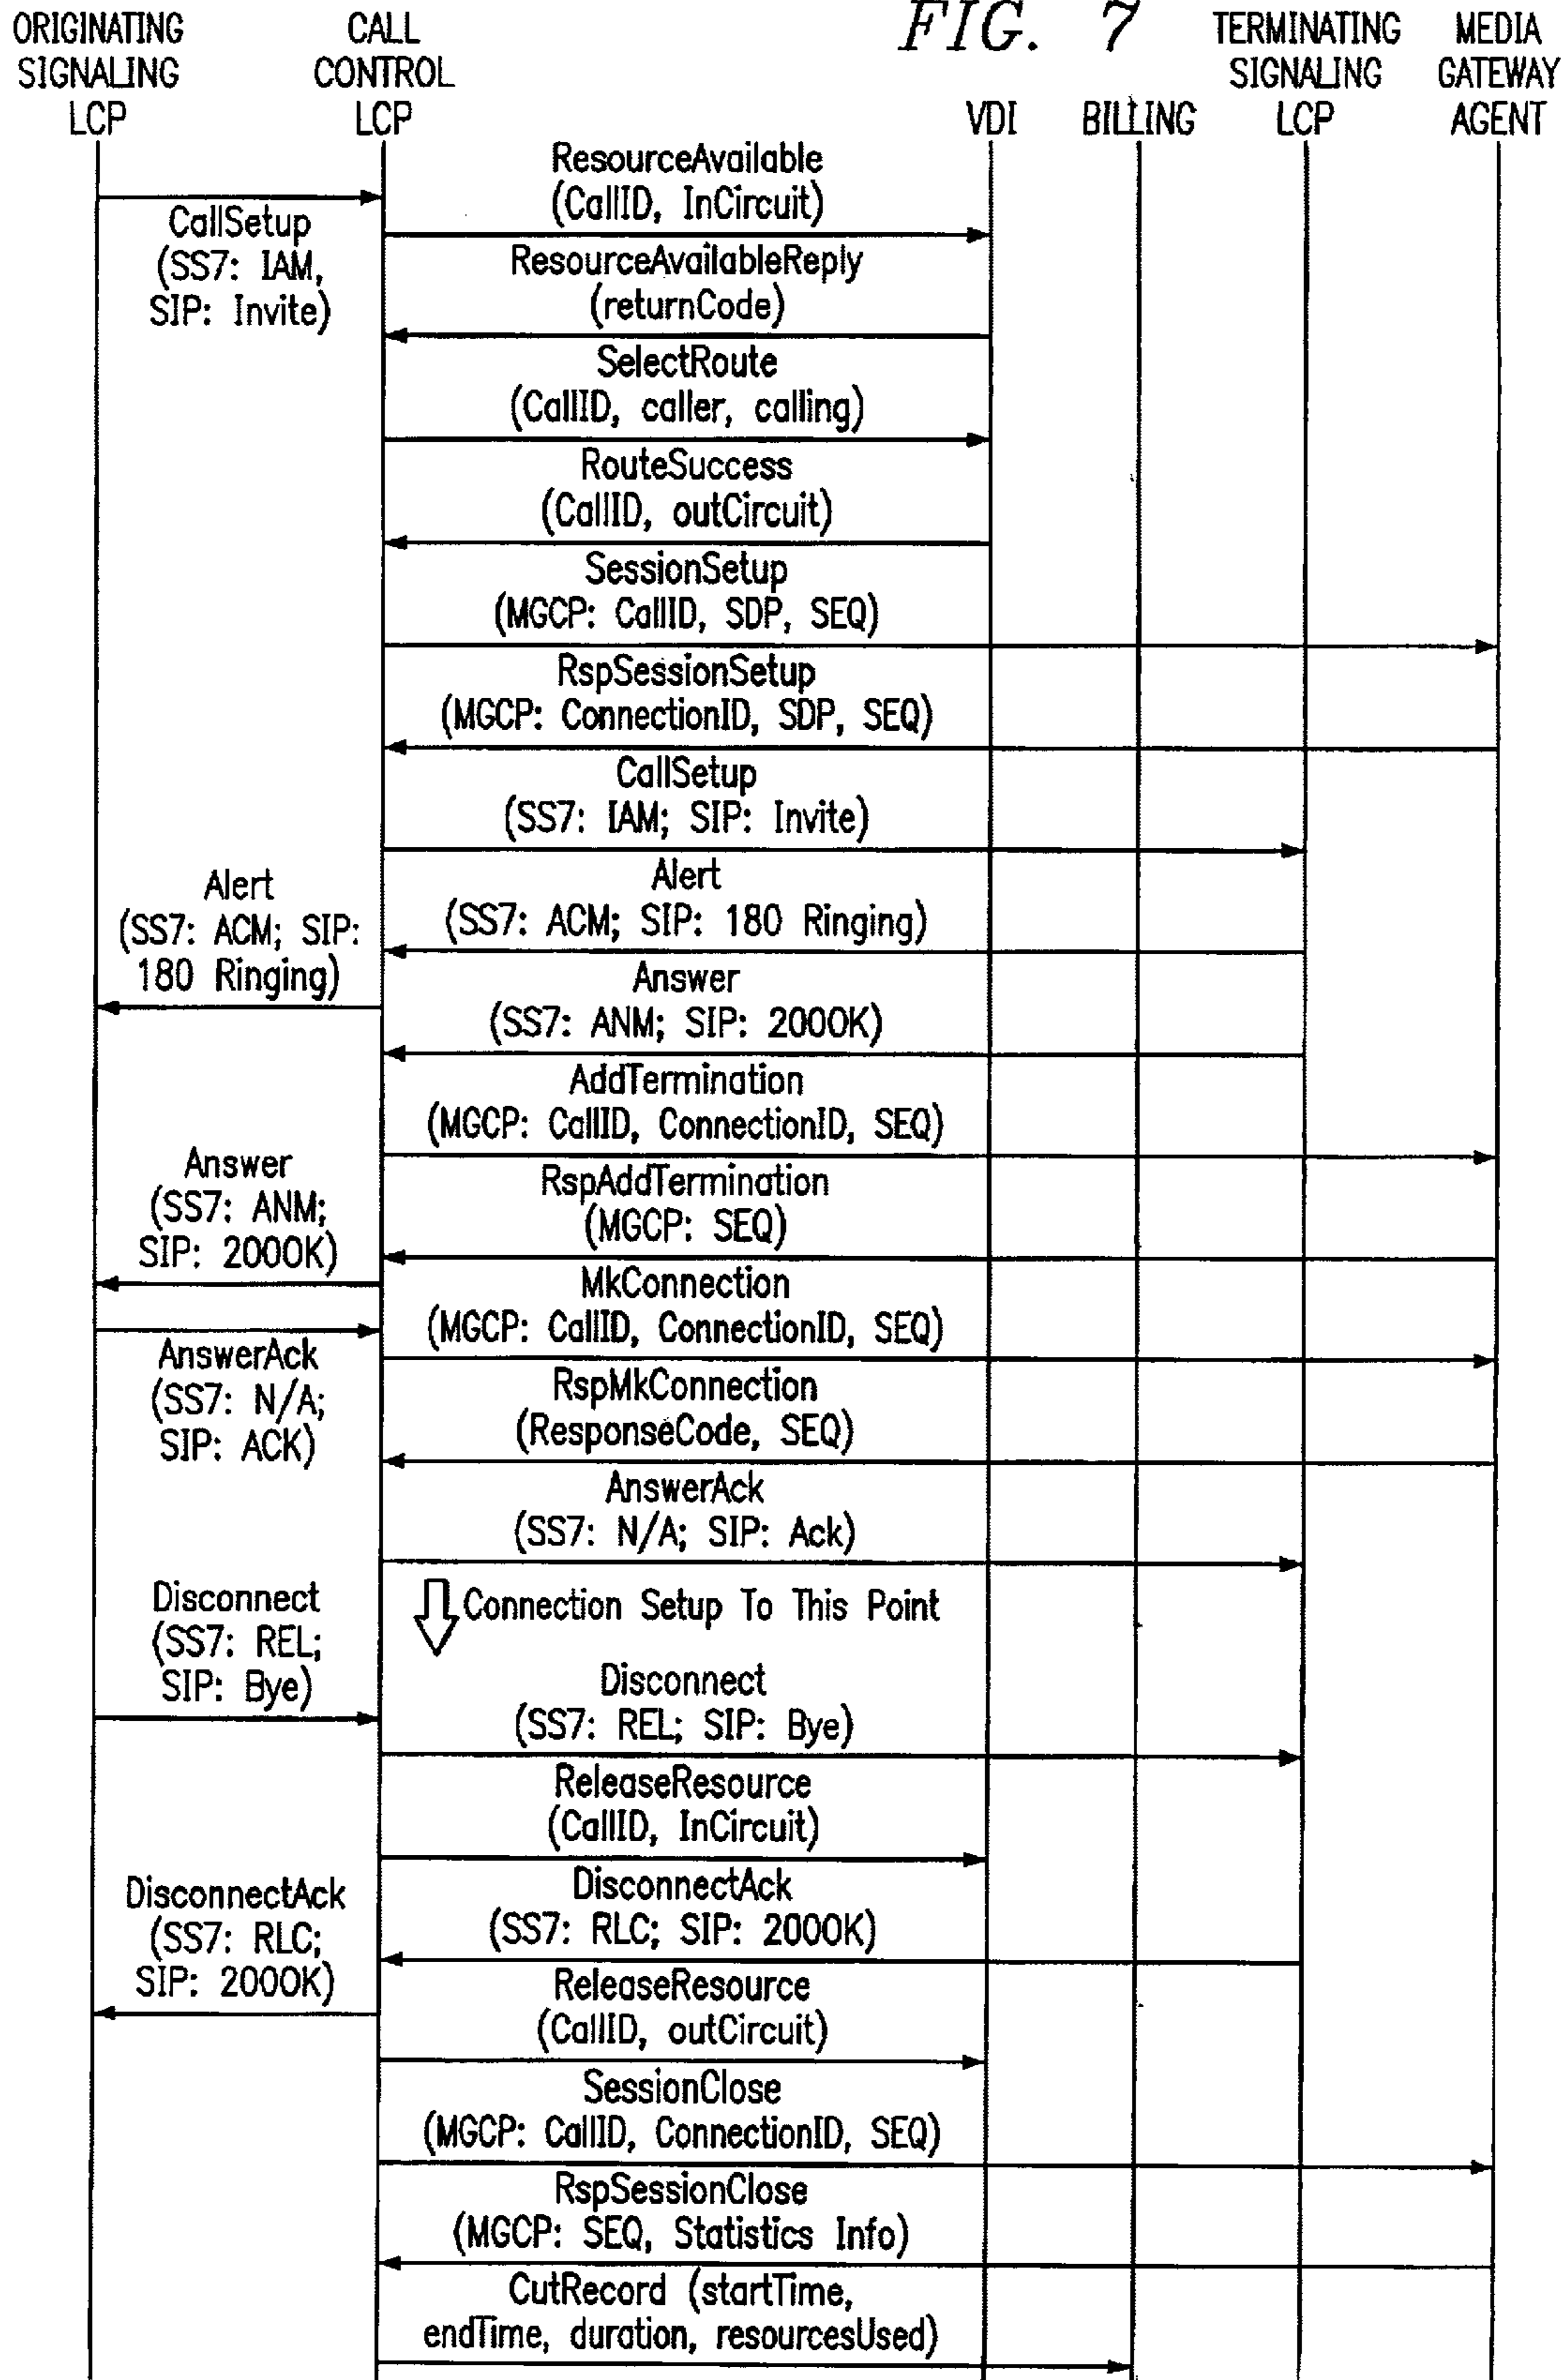 FIG. 7
ORIGINATING
SIGNALING
LCP
CALL
CONTROL
LCP
VDI
BILLING
TERMINATING
SIGNALING
LCP
MEDIA
GATEWAY
AGENT
ResourceAvailable
(CallID, InCircuit)
CallSetup
(SS7: IAM,
SIP: Invite)
ResourceAvailableReply
(returnCode)
SelectRoute
(CallID, caller, calling)
RouteSuccess
(CallID, outCircuit)
SessionSetup
(MGCP: CallID, SDP, SEQ)
RspSessionSetup
(MGCP: ConnectionID, SDP, SEQ)
CallSetup
(SS7: IAM; SIP: Invite)
Alert
(SS7: ACM; SIP: 180 Ringing)
Alert
(SS7: ACM; SIP:
180 Ringing)
Answer
(SS7: ANM; SIP: 2000K)
AddTermination
(MGCP: CallID, ConnectionID, SEQ)
Answer
(SS7: ANM;
SIP: 2000K)
RspAddTermination
(MGCP: SEQ)
MkConnection
(MGCP: CallID, ConnectionID, SEQ)
AnswerAck
(SS7: N/A;
SIP: ACK)
RspMkConnection
(ResponseCode, SEQ)
AnswerAck
(SS7: N/A; SIP: Ack)
Connection Setup To This Point
Disconnect
(SS7: REL;
SIP: Bye)
Disconnect
(SS7: REL; SIP: Bye)
ReleaseResource
(CallID, InCircuit)
DisconnectAck
(SS7: RLC; SIP: 2000K)
DisconnectAck
(SS7: RLC;
SIP: 2000K)
ReleaseResource
(CallID, outCircuit)
SessionClose
(MGCP: CallID, ConnectionID, SEQ)
RspSessionClose
(MGCP: SEQ, Statistics Info)
CutRecord (startTime,
endTime, duration, resourcesUsed)